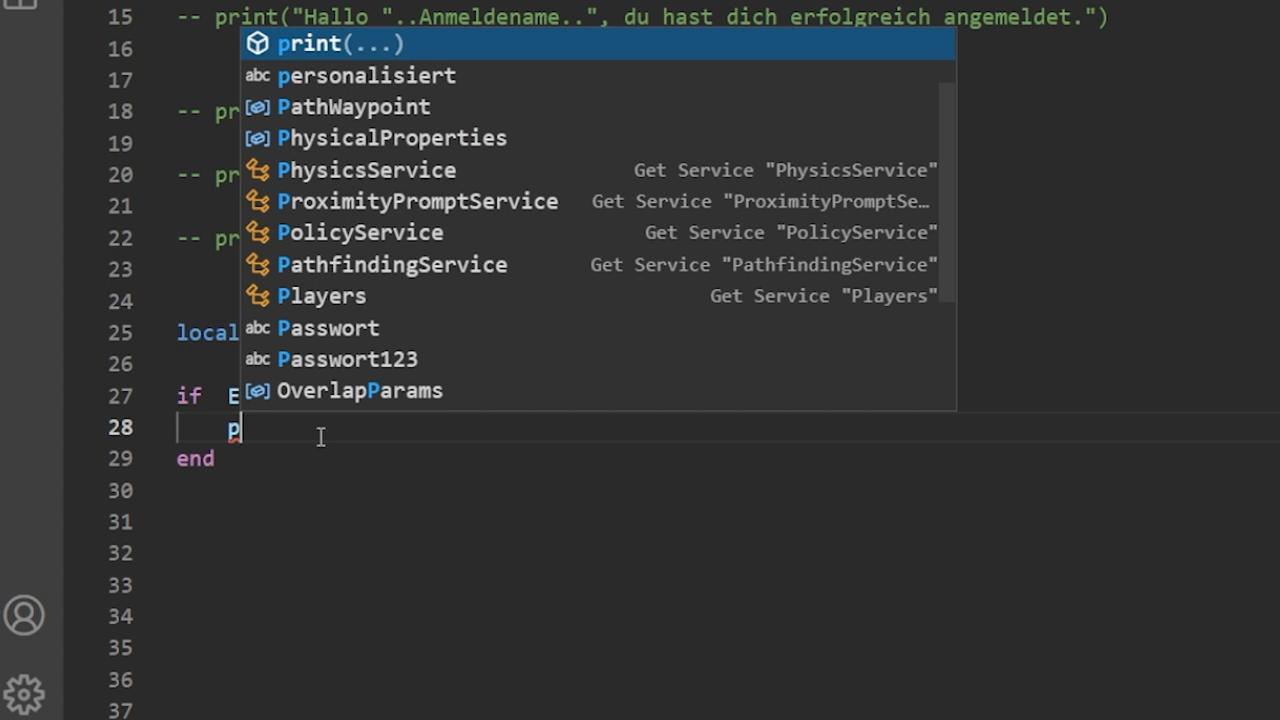 15 -- print("Hallo "..Anmeldename..", du hast dich erfolgreich angemeldet.")
16 print(...)
17 abc personalisiert
18 -- pr PathWaypoint
19 PhysicalProperties
20 -- pr PhysicsService Get Service "PhysicsService"
21 ProximityPromptService Get Service "ProximityPromptSe…
22 -- pr PolicyService Get Service "PolicyService"
23 PathfindingService Get Service "PathfindingService"
24 Players Get Service "Players"
25 local abc Passwort
26 abc Passwort123
27 if E OverlapParams
28 p
29 end
30
31
32
33
34
35
36
37